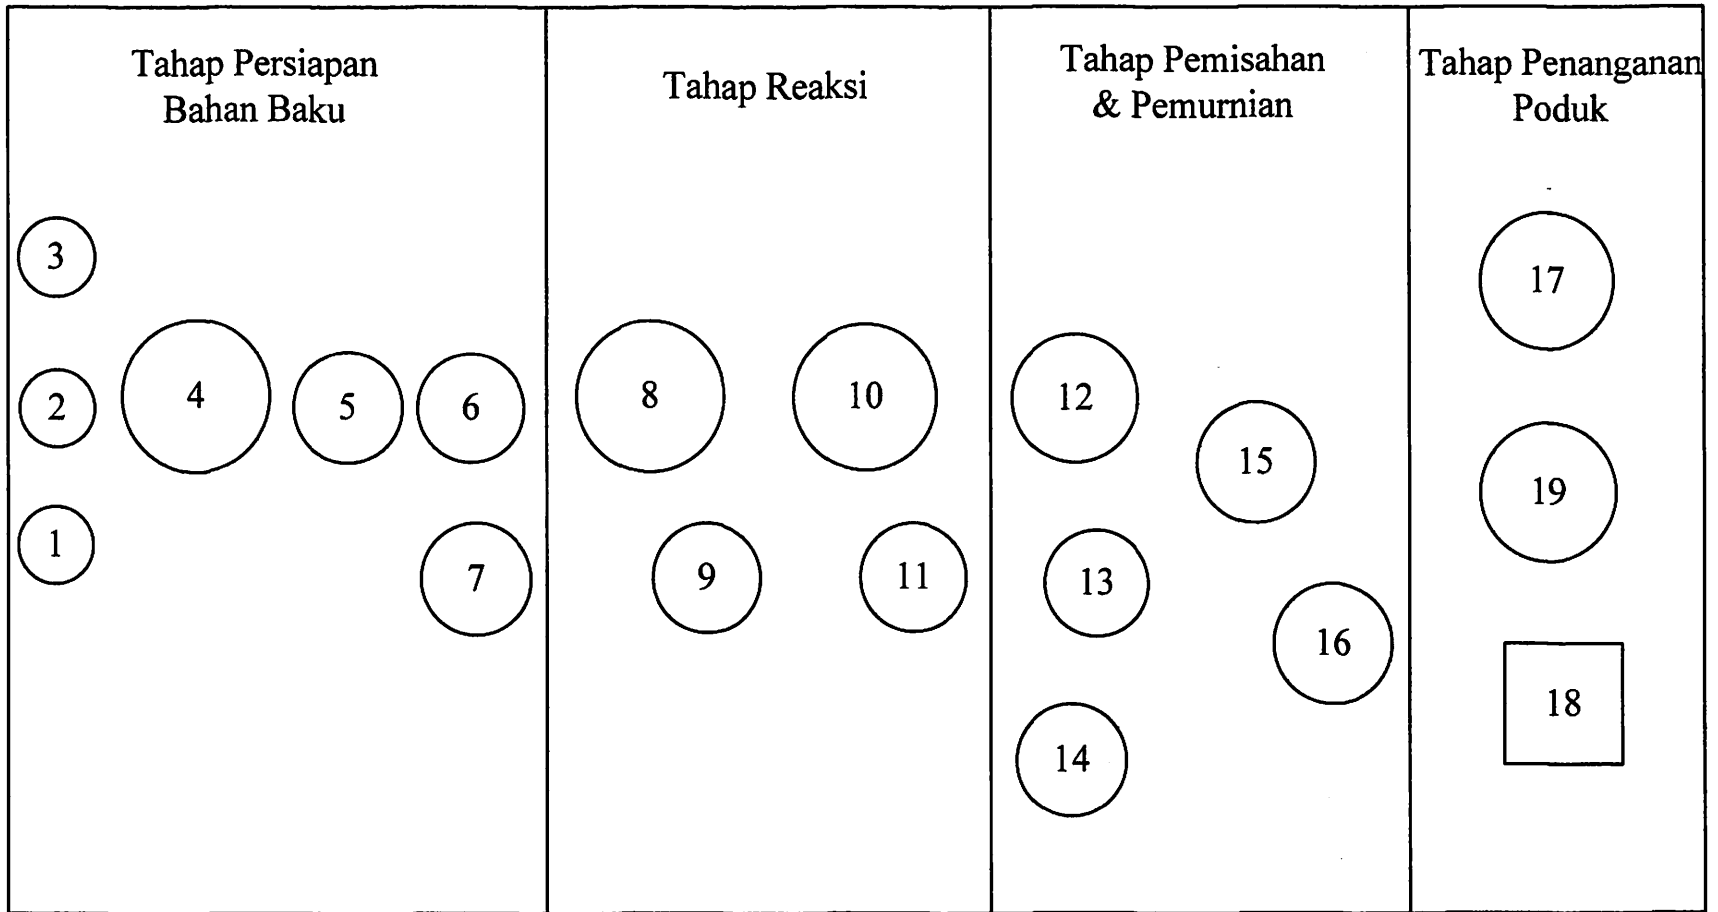 Tahap Persiapan
Bahan Baku
Tahap Reaksi
Tahap Pemisahan
& Pemurnian
Tahap Penanganan
Poduk
3
2
1
4
5
6
7
8
10
9
11
12
13
14
15
16
17
19
18